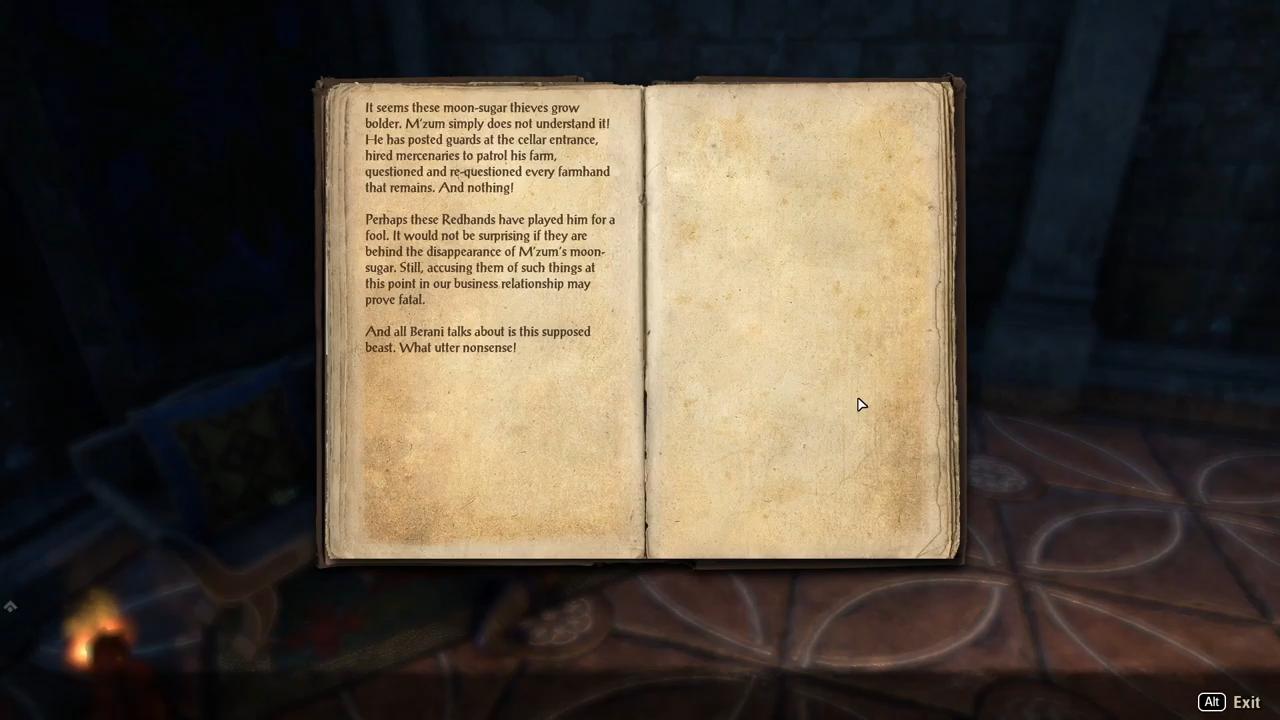 It seems these moon-sugar thieves grow
bolder. M'zum simply does not understand it!
He has posted guards at the cellar entrance,
hired mercenaries to patrol his farm,
questioned and re-questioned every farmhand
that remains. And nothing!
Perhaps these Redhands have played him for a
fool. It would not be surprising if they are
behind the disappearance of M'zum's moon-
sugar. Still, accusing them of such things at
this point in our business relationship may
prove fatal.
And all Berani talks about is this supposed
beast. What utter nonsense!
Alt Exit